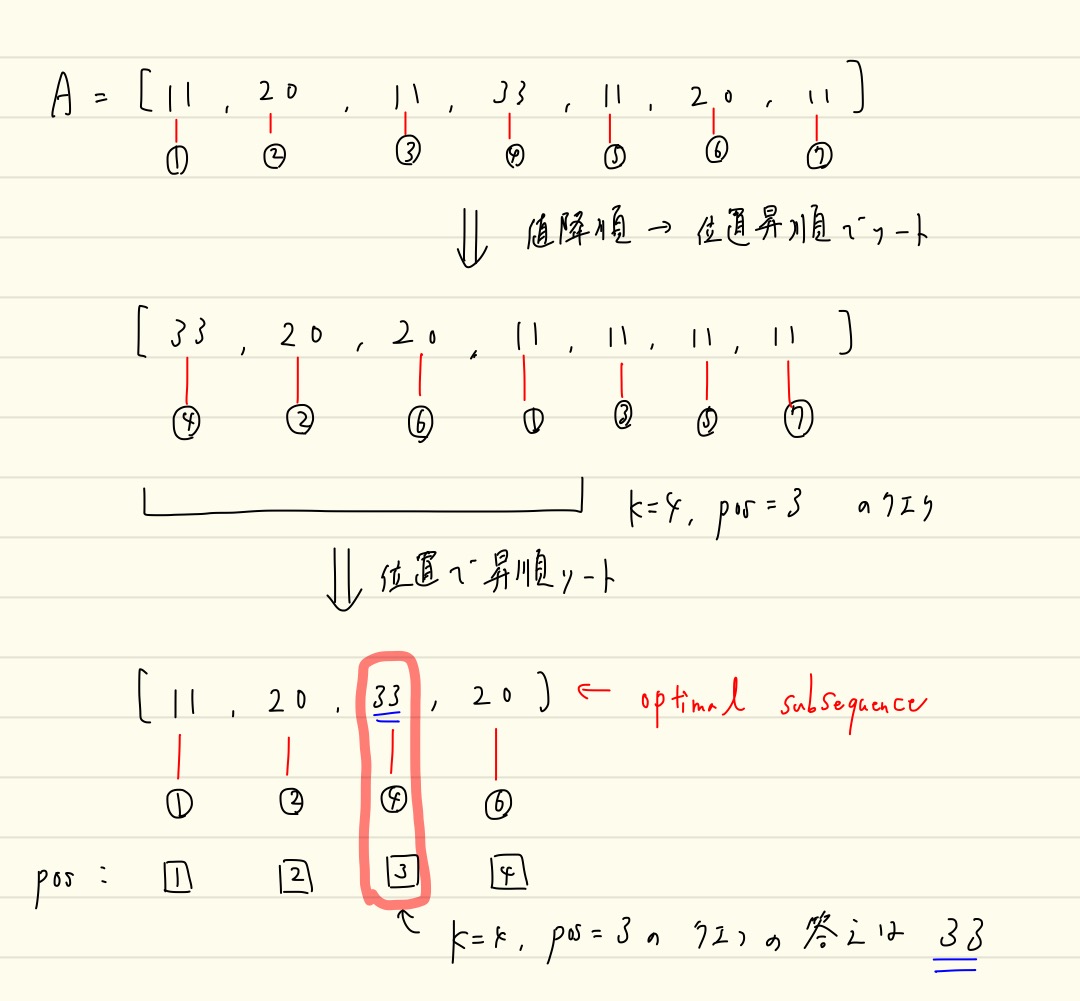 A = [ 11 , 20 , 11 , 33 , 11 , 20 , 11 ]
① ② ③ ④ ⑤ ⑥ ⑦
⇓ 値降順 → 位置昇順でソート
[ 33 , 20 , 20 , 11 , 11 , 11 , 11 ]
④ ② ⑥ ① ③ ⑤ ⑦
k=4, pos=3 のクエリ
⇓ 位置で昇順ソート
[ 11 , 20 , 33 , 20 ] ← optimal subsequence
① ② ④ ⑥
pos : 1 2 3 4
k=4, pos=3 の クエリの 答えは 33